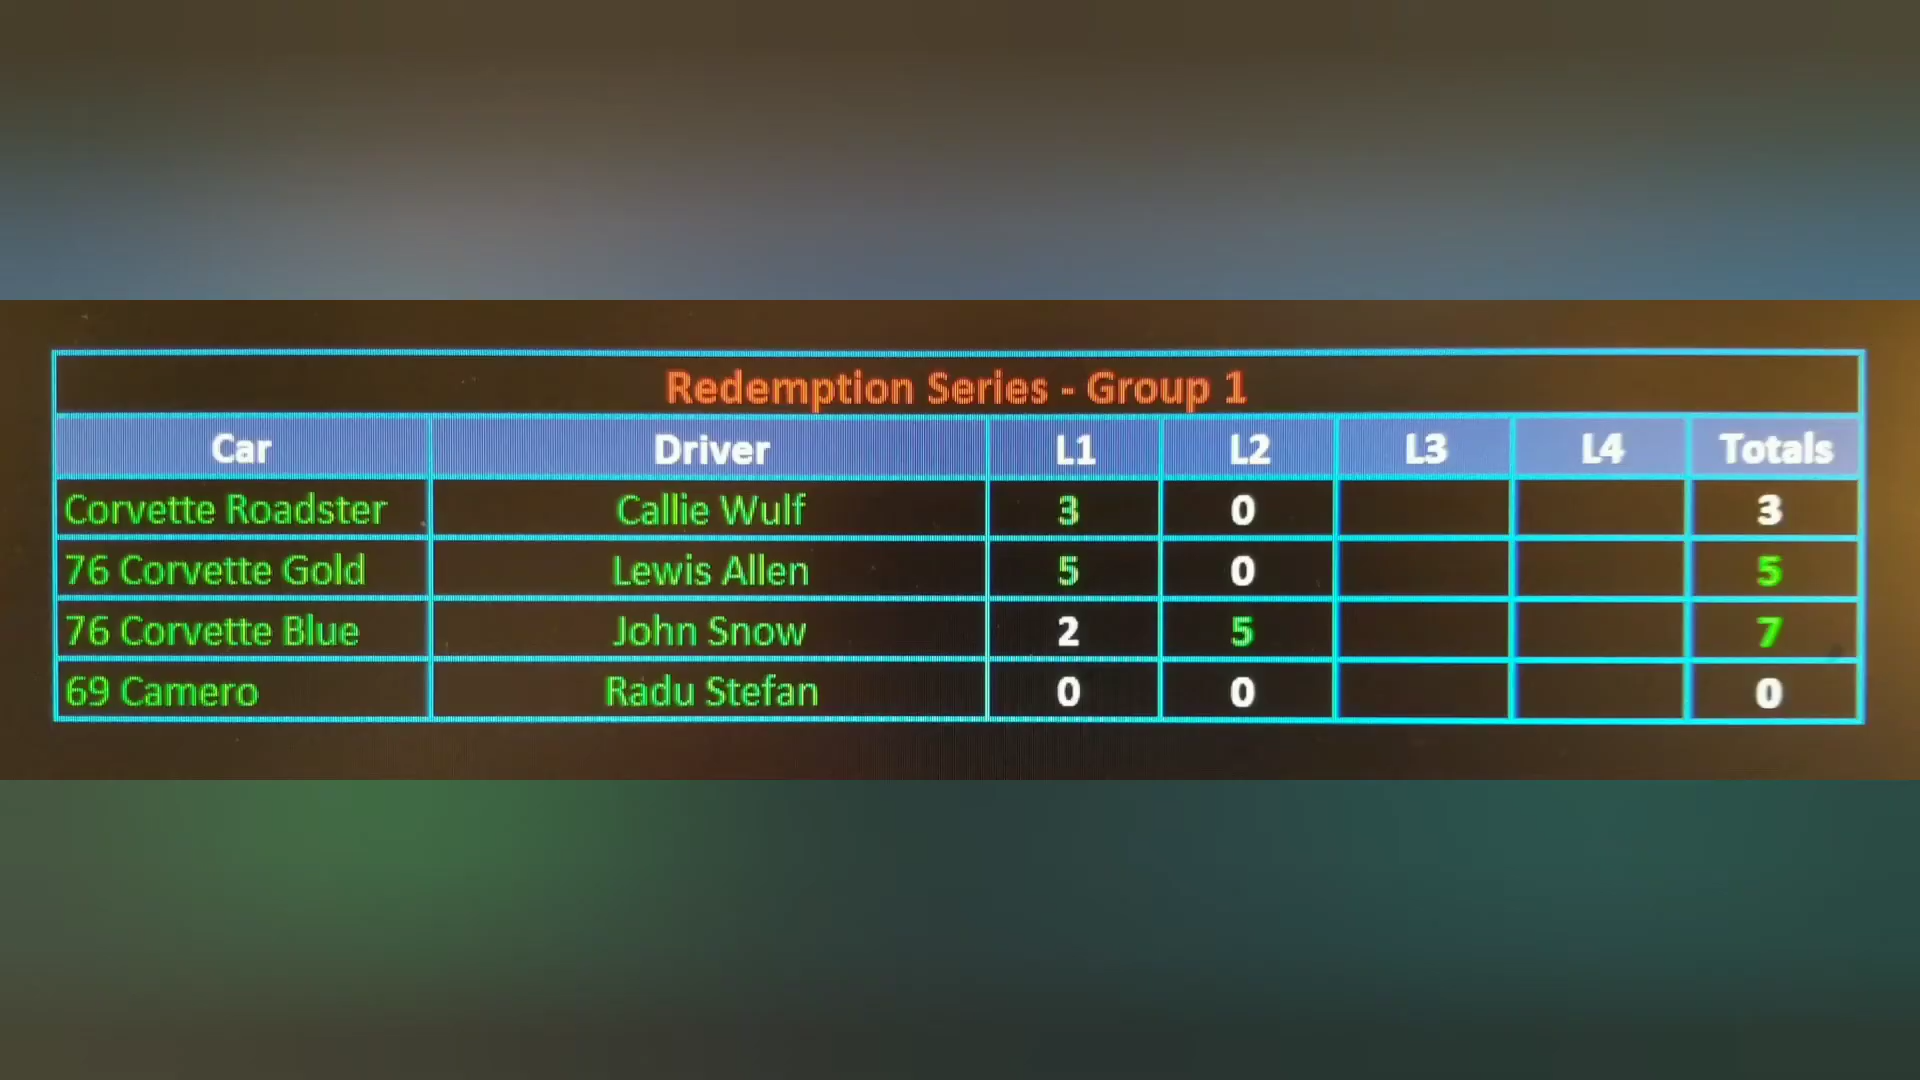 Redemption Series - Group 1
Car Driver L1 L2 L3 L4 Totals
Corvette Roadster Callie Wulf 3 0 3
76 Corvette Gold Lewis Allen 5 0 5
76 Corvette Blue John Snow 2 5 7
69 Camero Radu Stefan 0 0 0